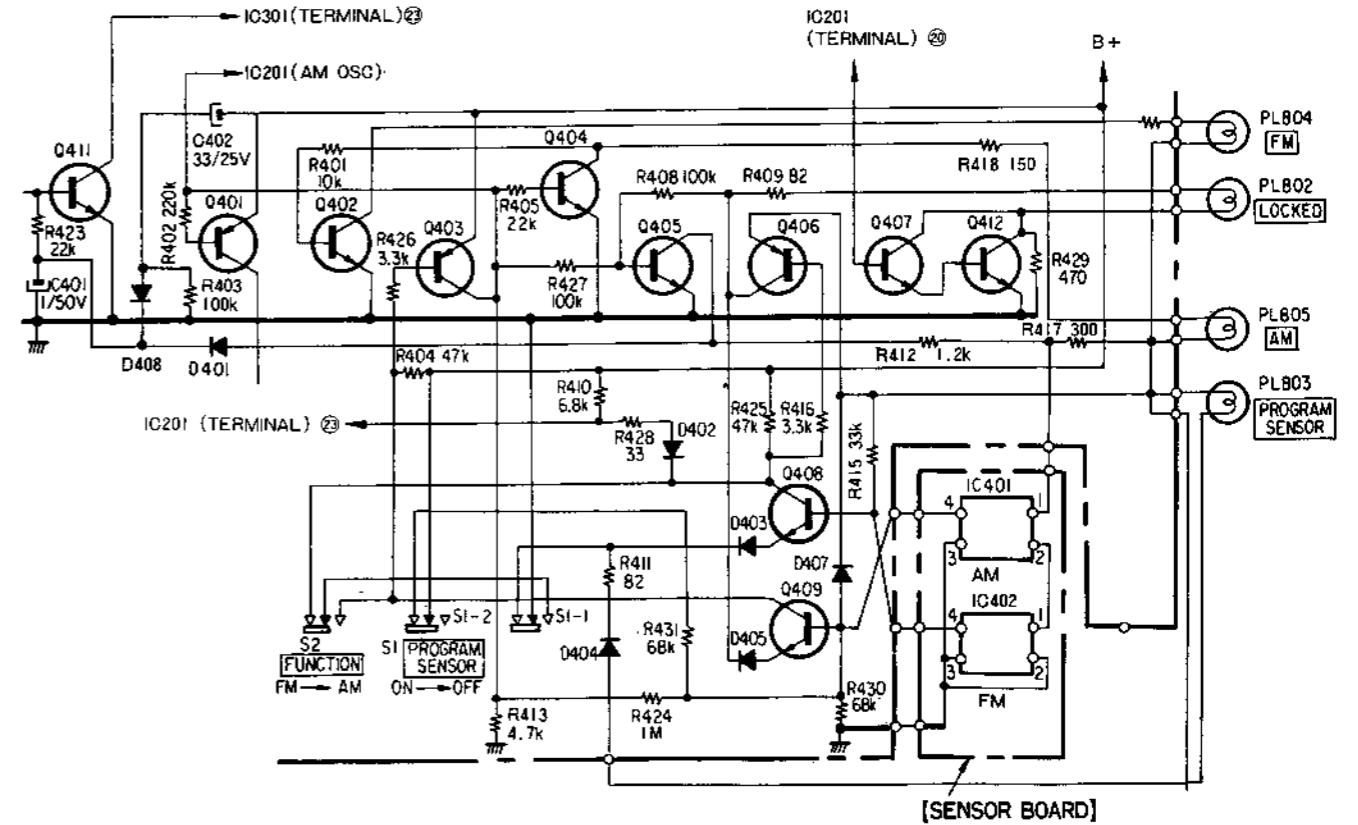 IC301(TERMINAL)㉓
IC201
(TERMINAL) ⑳
B+
IC201(AM OSC)
C402
33/25V
Q411
R423
22k
C401
1/50V
R402 220k
Q401
R403
100k
R401
10k
Q402
R426
3.3k
Q403
Q404
R405
22k
R427
100k
R408 100k
Q405
R409 82
Q406
Q407
Q412
R418 150
R429
470
PL804
FM
PL802
LOCKED
PL805
AM
PL803
PROGRAM
SENSOR
D408
D401
R404 47k
R412 1.2k
R417 300
R410
6.8k
IC201 (TERMINAL) ㉓
R428
33
D402
R425
47k
R416
3.3k
R415 33k
Q408
D403
D407
Q409
D405
R411
82
D404
R431
68k
S2
FUNCTION
FM → AM
S1
PROGRAM
SENSOR
ON → OFF
S1-2
S1-1
R413
4.7k
R424
1M
R430
68k
IC401
4
1
3
2
AM
IC402
4
1
3
2
FM
[SENSOR BOARD]